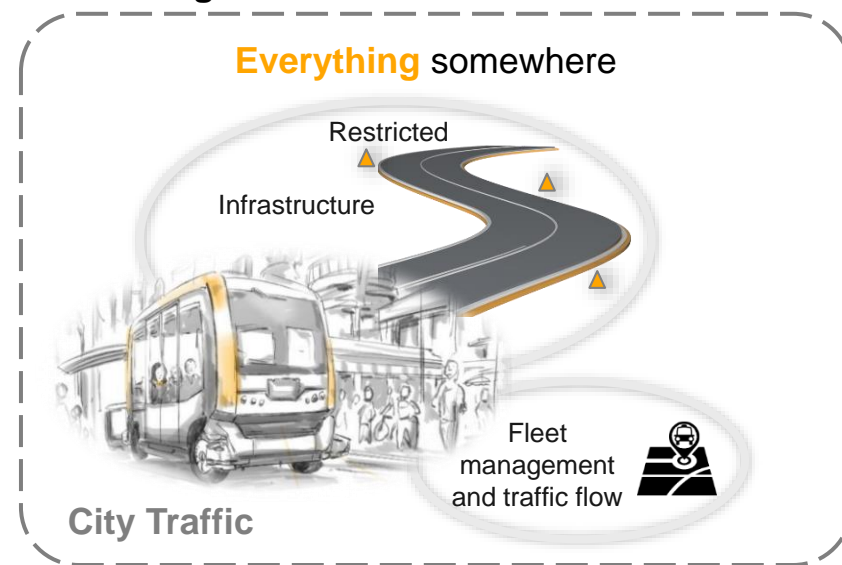 Everything somewhere
Restricted
Infrastructure
Fleet
management
and traffic flow
City Traffic